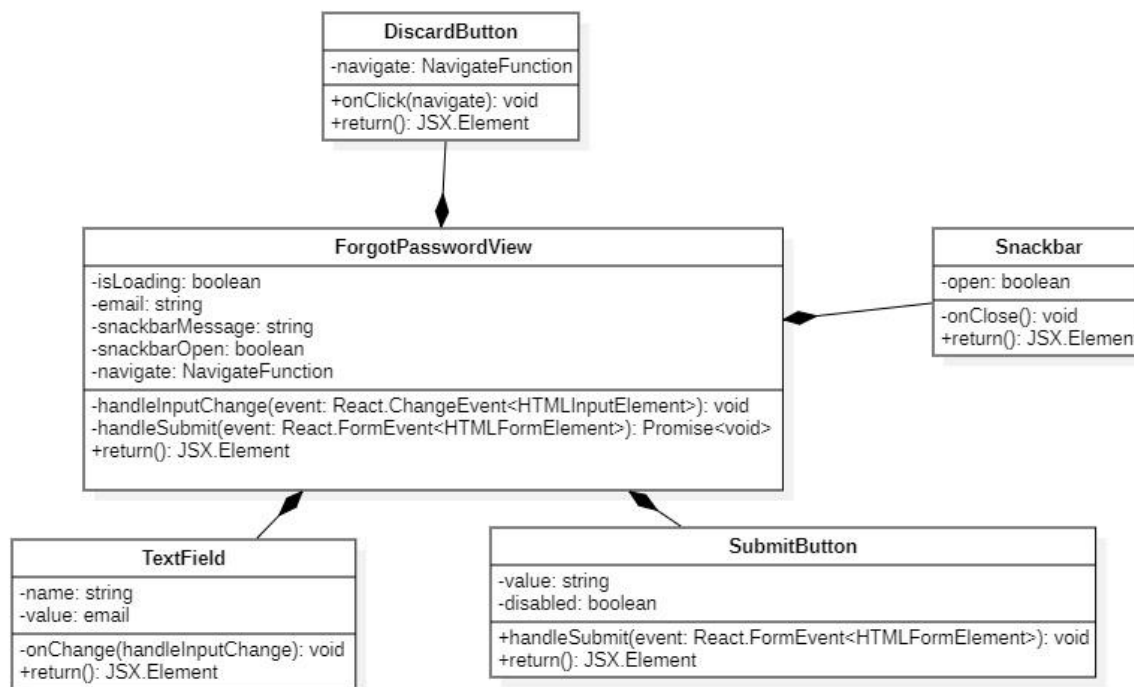 DiscardButton
-navigate: NavigateFunction
+onClick(navigate): void
+return(): JSX.Element
ForgotPasswordView
-isLoading: boolean
-email: string
-snackbarMessage: string
-snackbarOpen: boolean
-navigate: NavigateFunction
-handleInputChange(event: React.ChangeEvent<HTMLInputElement>): void
-handleSubmit(event: React.FormEvent<HTMLFormElement>): Promise<void>
+return(): JSX.Element
Snackbar
-open: boolean
-onClose(): void
+return(): JSX.Element
TextField
-name: string
-value: email
-onChange(handleInputChange): void
+return(): JSX.Element
SubmitButton
-value: string
-disabled: boolean
+handleSubmit(event: React.FormEvent<HTMLFormElement>): void
+return(): JSX.Element